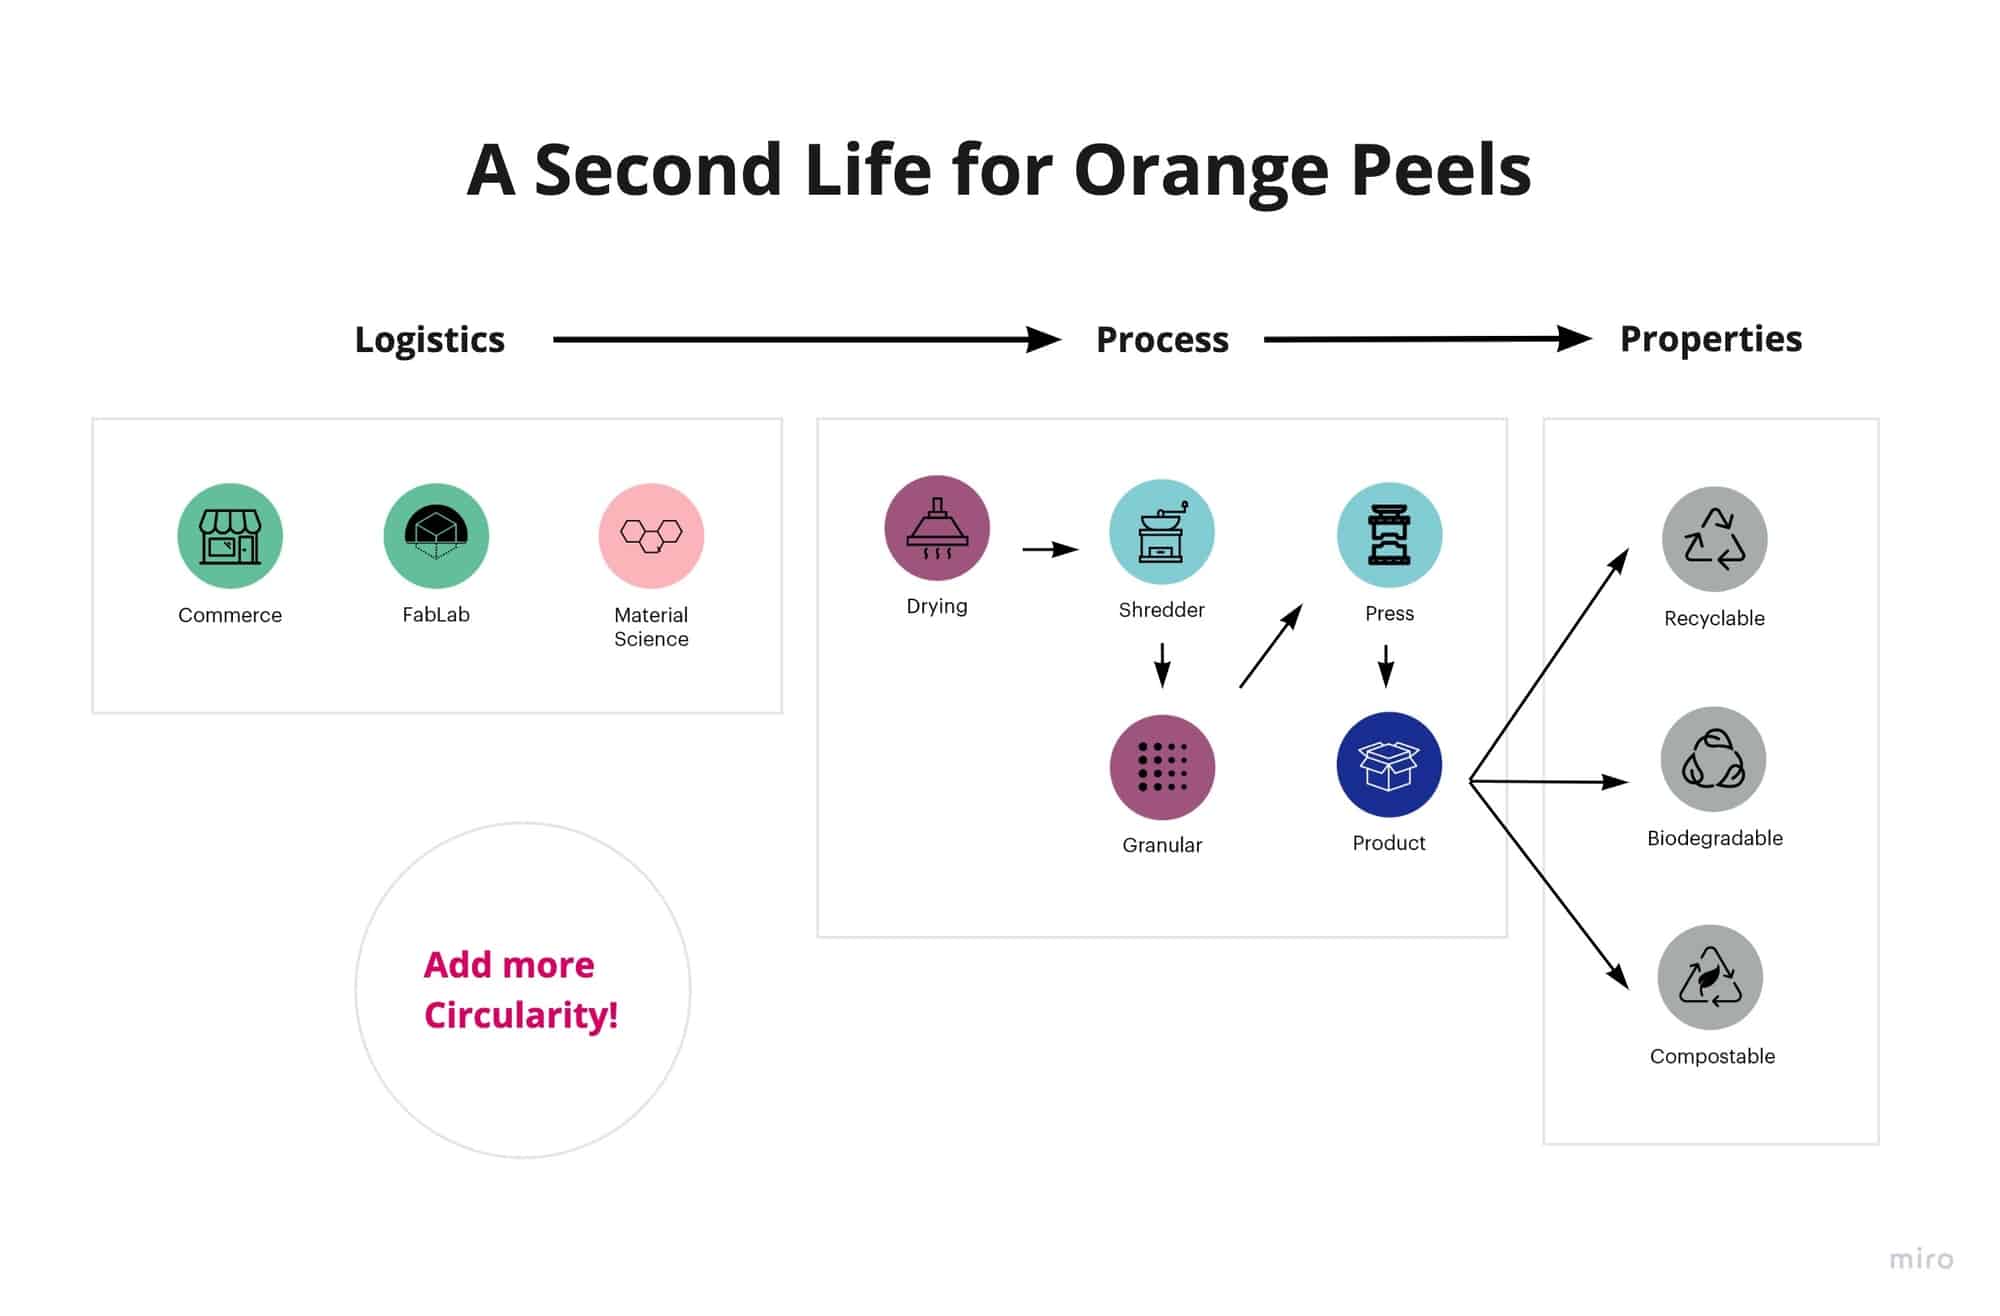 A Second Life for Orange Peels
Logistics
Process
Properties
Commerce
FabLab
Material
Science
Drying
Shredder
Press
Granular
Product
Recyclable
Biodegradable
Compostable
Add more
Circularity!
miro